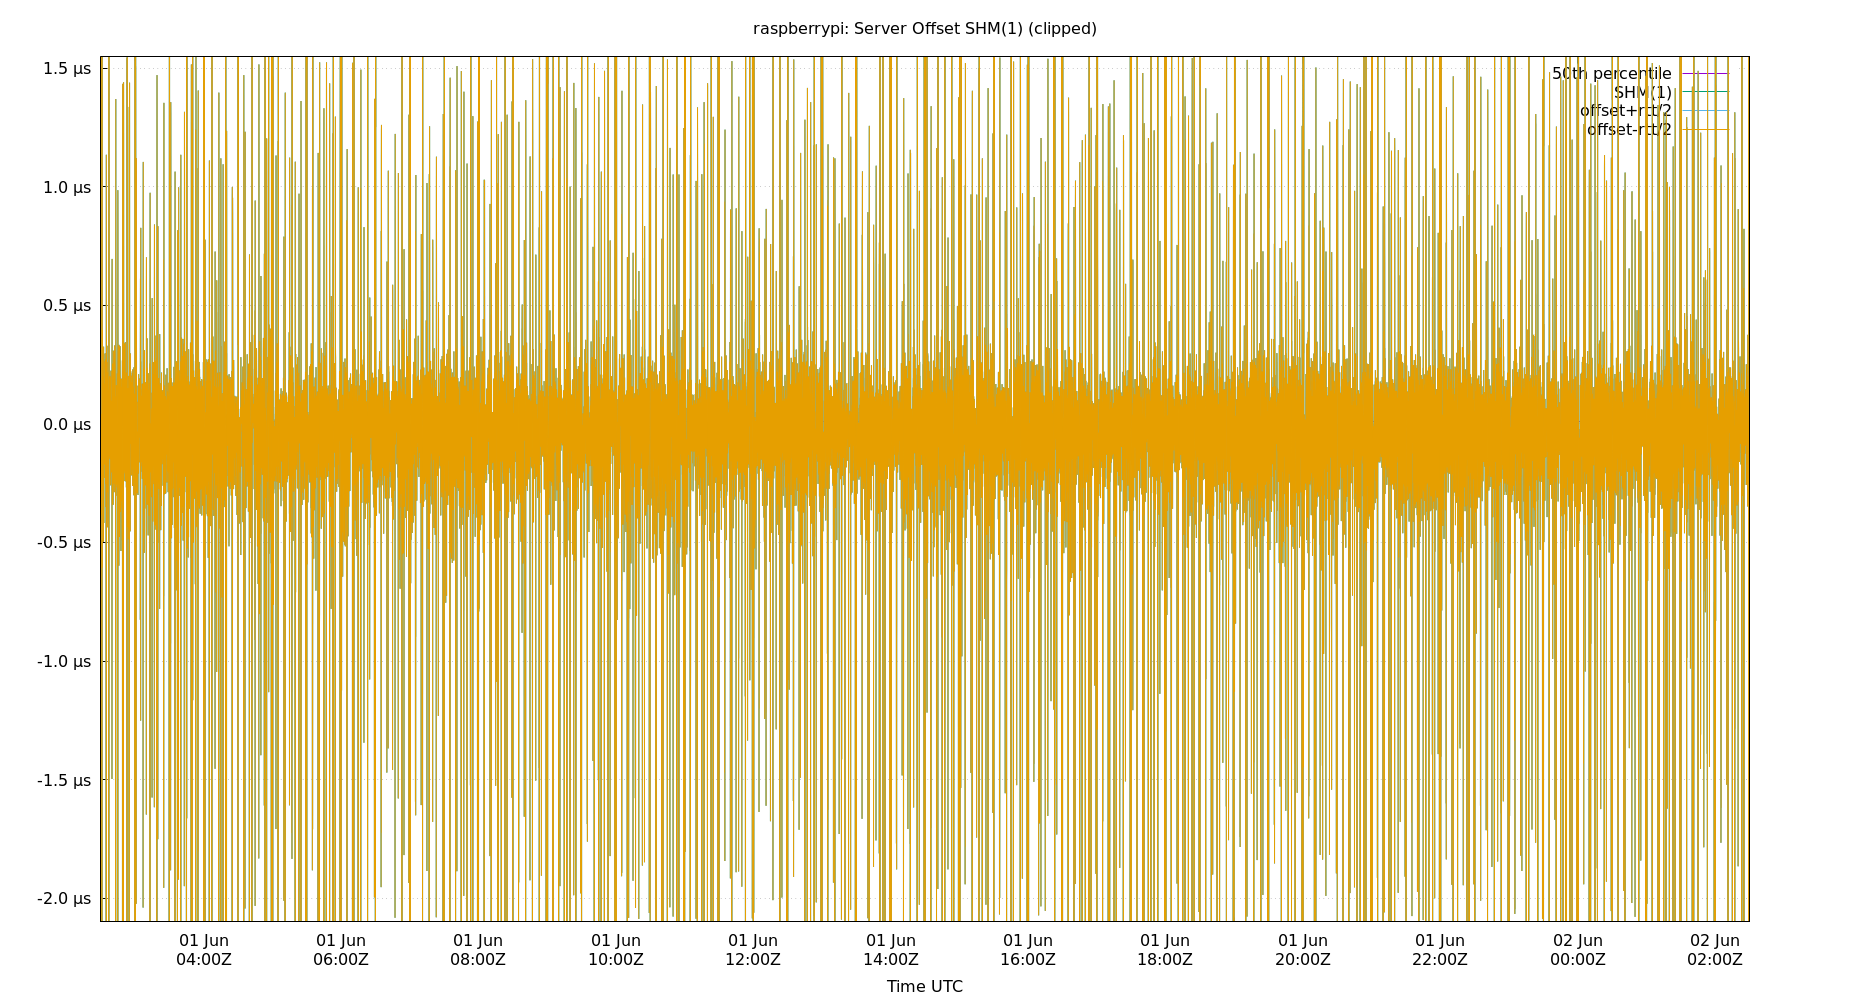 raspberrypi: Server Offset SHM(1) (clipped)
50th percentile
SHM(1)
offset+rtt/2
offset-rtt/2
1.5 µs
1.0 µs
0.5 µs
0.0 µs
-0.5 µs
-1.0 µs
-1.5 µs
-2.0 µs
01 Jun 01 Jun 01 Jun 01 Jun 01 Jun 01 Jun 01 Jun 01 Jun 01 Jun 01 Jun 02 Jun 02 Jun
04:00Z 06:00Z 08:00Z 10:00Z 12:00Z 14:00Z 16:00Z 18:00Z 20:00Z 22:00Z 00:00Z 02:00Z
Time UTC